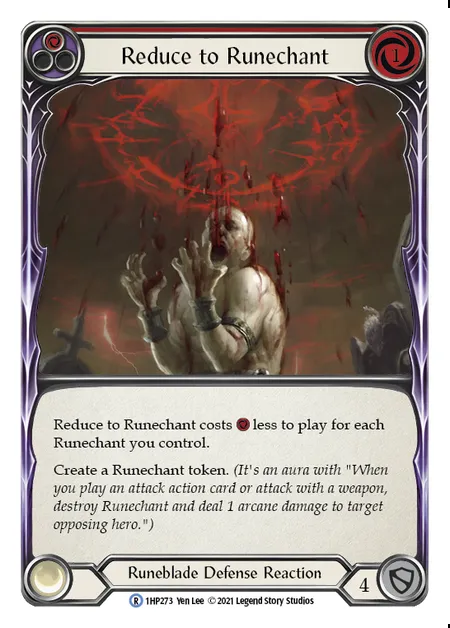 Reduce to Runechant
1
Reduce to Runechant costs less to play for each
Runechant you control.
Create a Runechant token. (It's an aura with "When
you play an attack action card or attack with a weapon,
destroy Runechant and deal 1 arcane damage to target
opposing hero.")
Runeblade Defense Reaction
4
R 1HP273 Yen Lee © 2021 Legend Story Studios